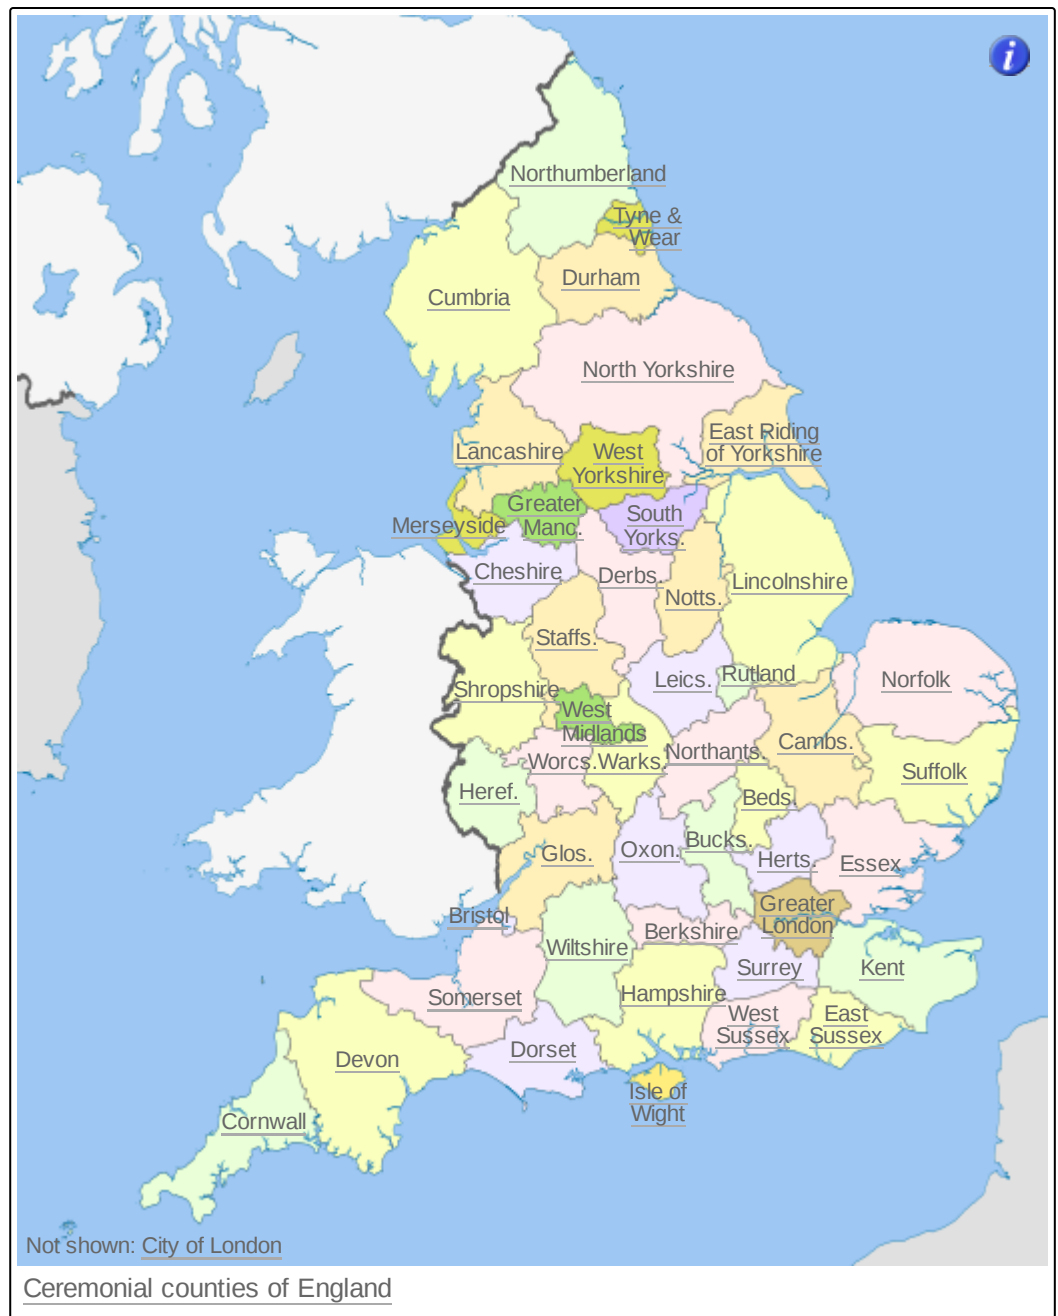 i
Northumberland
Tyne &
Wear
Durham
Cumbria
North Yorkshire
East Riding
of Yorkshire
Lancashire
West
Yorkshire
Greater
Manc.
South
Yorks.
Merseyside
Cheshire
Derbs.
Notts.
Lincolnshire
Staffs.
Leics.
Rutland
Norfolk
Shropshire
West
Midlands
Worcs.
Warks.
Northants.
Cambs.
Suffolk
Heref.
Beds.
Glos.
Oxon.
Bucks.
Herts.
Essex
Bristol
Greater
London
Wiltshire
Berkshire
Surrey
Kent
Somerset
Hampshire
West
Sussex
East
Sussex
Devon
Dorset
Isle of
Wight
Cornwall
Not shown: City of London
Ceremonial counties of England